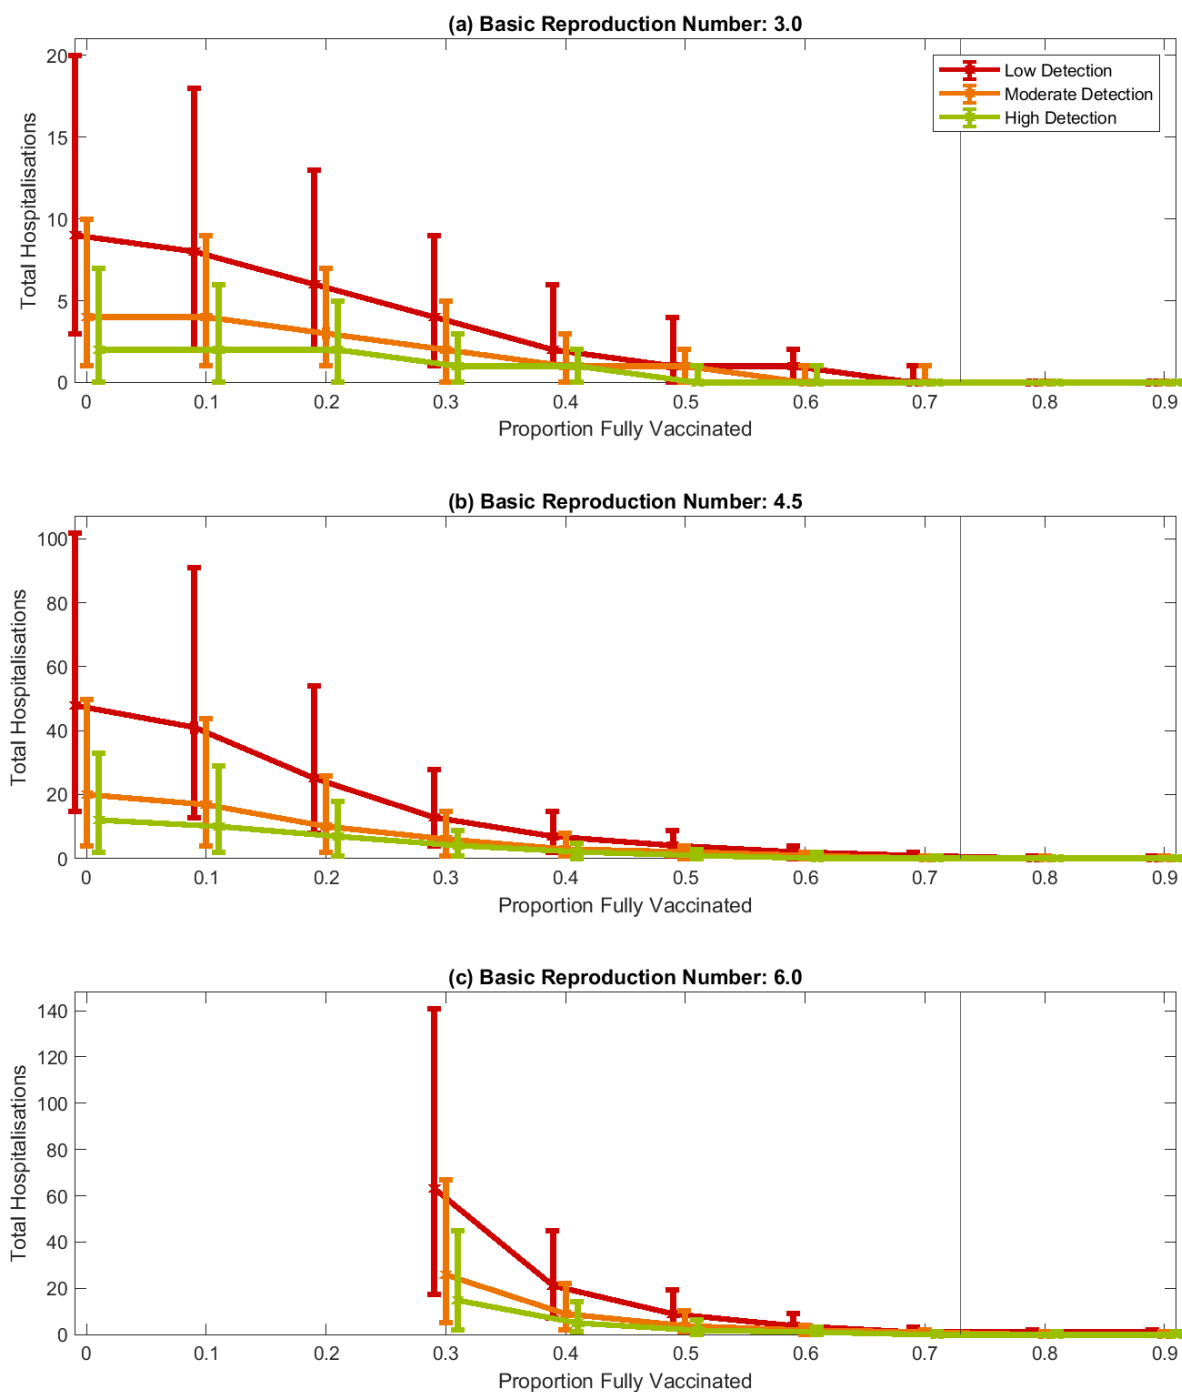 (a) Basic Reproduction Number: 3.0
20
15
10
5
0
Total Hospitalisations
Low Detection
Moderate Detection
High Detection
0 0.1 0.2 0.3 0.4 0.5 0.6 0.7 0.8 0.9
Proportion Fully Vaccinated
(b) Basic Reproduction Number: 4.5
100
80
60
40
20
0
Total Hospitalisations
0 0.1 0.2 0.3 0.4 0.5 0.6 0.7 0.8 0.9
Proportion Fully Vaccinated
(c) Basic Reproduction Number: 6.0
140
120
100
80
60
40
20
0
Total Hospitalisations
0 0.1 0.2 0.3 0.4 0.5 0.6 0.7 0.8 0.9
Proportion Fully Vaccinated